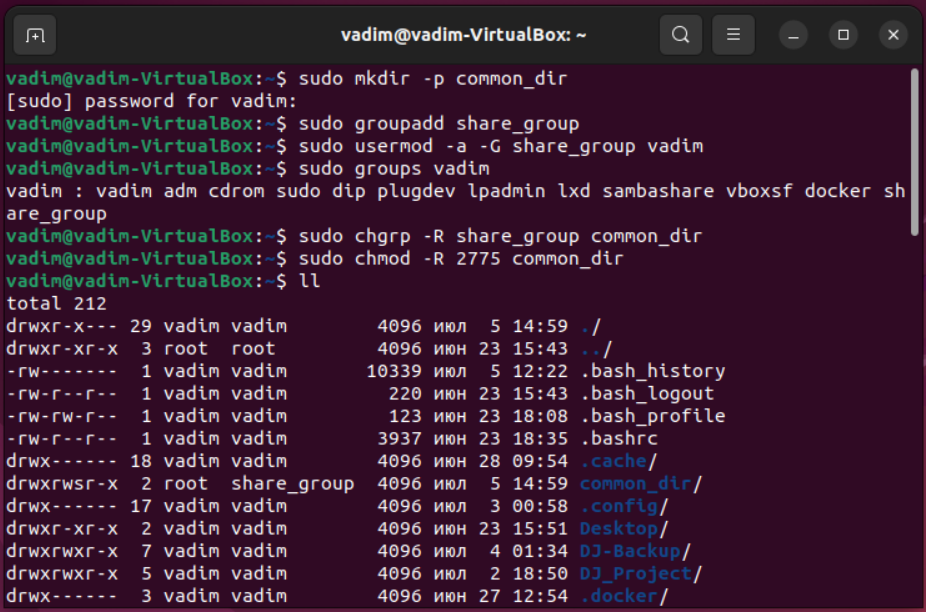 vadim@vadim-VirtualBox: ~
vadim@vadim-VirtualBox:~$ sudo mkdir -p common_dir
[sudo] password for vadim:
vadim@vadim-VirtualBox:~$ sudo groupadd share_group
vadim@vadim-VirtualBox:~$ sudo usermod -a -G share_group vadim
vadim@vadim-VirtualBox:~$ sudo groups vadim
vadim : vadim adm cdrom sudo dip plugdev lpadmin lxd sambashare vboxsf docker sh
are_group
vadim@vadim-VirtualBox:~$ sudo chgrp -R share_group common_dir
vadim@vadim-VirtualBox:~$ sudo chmod -R 2775 common_dir
vadim@vadim-VirtualBox:~$ ll
total 212
drwxr-x--- 29 vadim vadim        4096 июл  5 14:59 ./
drwxr-xr-x  3 root  root         4096 июн 23 15:43 ../
-rw-------  1 vadim vadim       10339 июл  5 12:22 .bash_history
-rw-r--r--  1 vadim vadim         220 июн 23 15:43 .bash_logout
-rw-rw-r--  1 vadim vadim         123 июн 23 18:08 .bash_profile
-rw-r--r--  1 vadim vadim        3937 июн 23 18:35 .bashrc
drwx------ 18 vadim vadim        4096 июн 28 09:54 .cache/
drwxrwsr-x  2 root  share_group  4096 июл  5 14:59 common_dir/
drwx------ 17 vadim vadim        4096 июл  3 00:58 .config/
drwxr-xr-x  2 vadim vadim        4096 июн 23 15:51 Desktop/
drwxrwxr-x  7 vadim vadim        4096 июл  4 01:34 DJ-Backup/
drwxrwxr-x  5 vadim vadim        4096 июл  2 18:50 DJ_Project/
drwx------  3 vadim vadim        4096 июн 27 12:54 .docker/